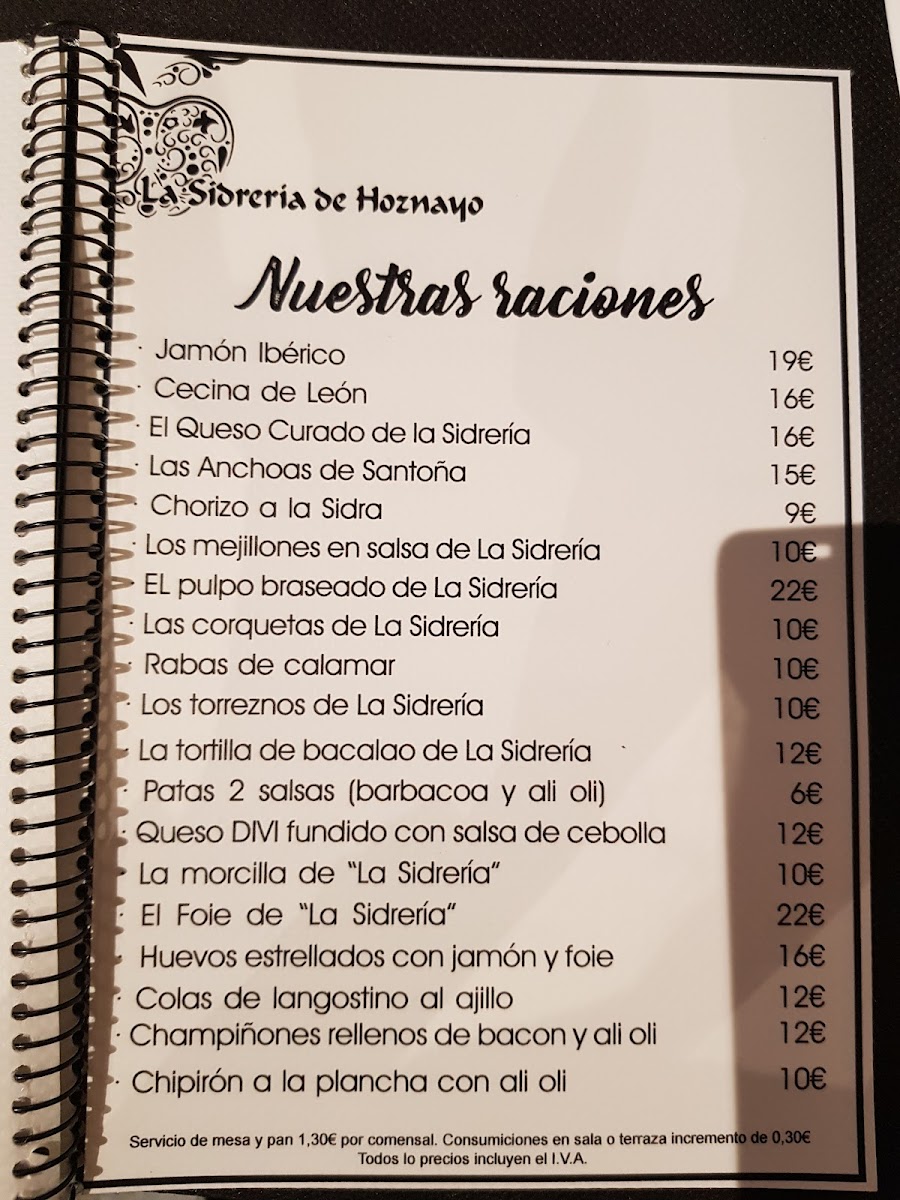 La Sidrería de Hoznayo
Nuestras raciones
· Jamón Ibérico 19€
· Cecina de León 16€
· El Queso Curado de la Sidrería 16€
· Las Anchoas de Santoña 15€
· Chorizo a la Sidra 9€
· Los mejillones en salsa de La Sidrería 10€
· EL pulpo braseado de La Sidrería 22€
· Las corquetas de La Sidrería 10€
· Rabas de calamar 10€
· Los torreznos de La Sidrería 10€
· La tortilla de bacalao de La Sidrería 12€
· Patas 2 salsas (barbacoa y ali oli) 6€
· Queso DIVI fundido con salsa de cebolla 12€
· La morcilla de “La Sidrería” 10€
· El Foie de “La Sidrería” 22€
· Huevos estrellados con jamón y foie 16€
· Colas de langostino al ajillo 12€
· Champiñones rellenos de bacon y ali oli 12€
· Chipirón a la plancha con ali oli 10€
Servicio de mesa y pan 1,30€ por comensal. Consumiciones en sala o terraza incremento de 0,30€
Todos lo precios incluyen el I.V.A.